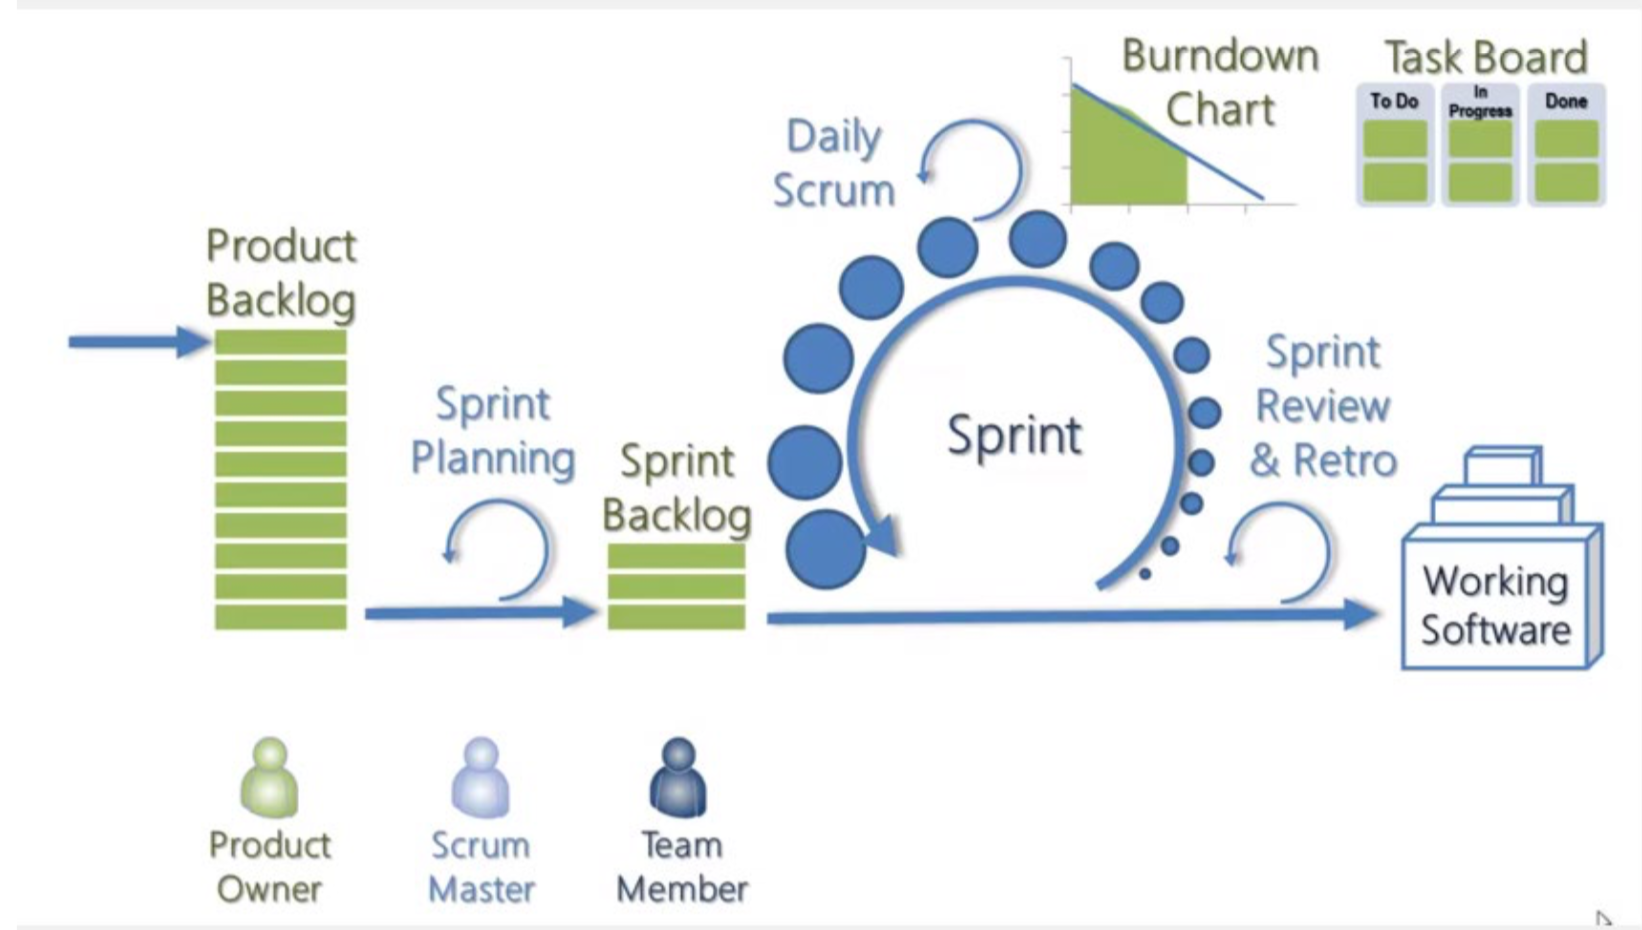 Burndown
Chart
Task Board
To Do
In
Progress
Done
Daily
Scrum
Product
Backlog
Sprint
Planning
Sprint
Backlog
Sprint
Sprint
Review
& Retro
Working
Software
Product
Owner
Scrum
Master
Team
Member